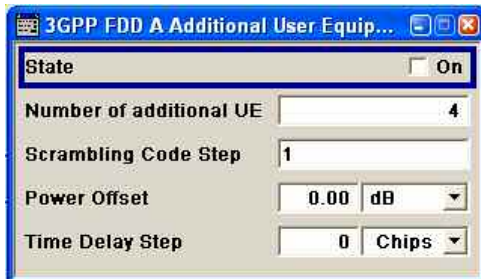 3GPP FDD A Additional User Equip...
State On
Number of additional UE 4
Scrambling Code Step 1
Power Offset 0.00 dB
Time Delay Step 0 Chips